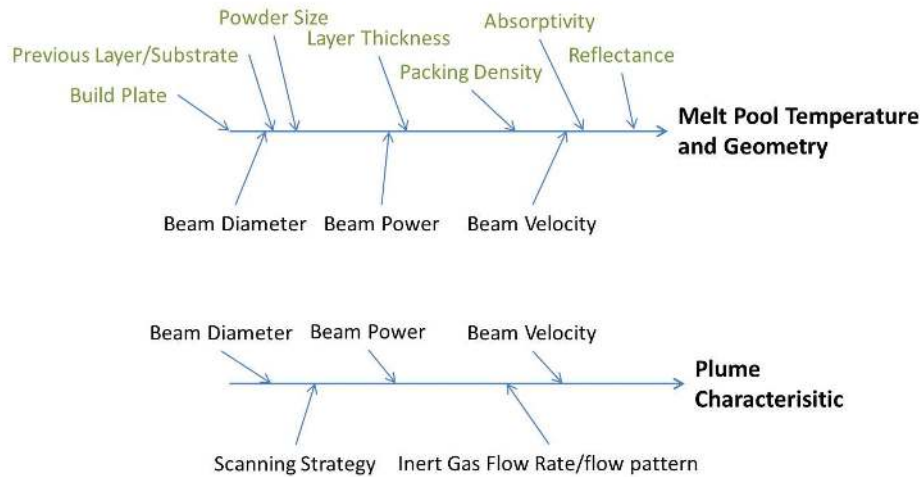 Powder Size
Absorptivity
Layer Thickness
Previous Layer/Substrate
Reflectance
Packing Density
Build Plate
Melt Pool Temperature
and Geometry
Beam Diameter
Beam Power
Beam Velocity
Beam Diameter
Beam Power
Beam Velocity
Plume
Characterisitic
Scanning Strategy
Inert Gas Flow Rate/flow pattern